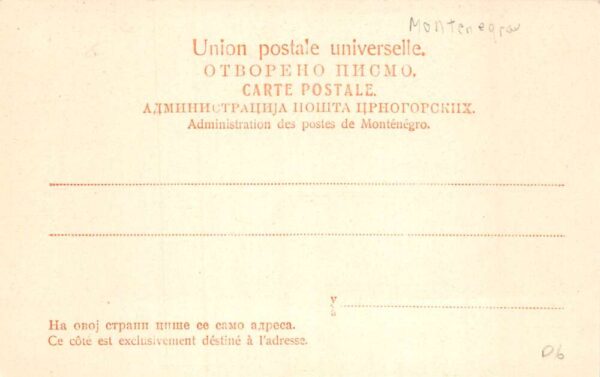 Montenegro
Union postale universelle.
ОТВОРЕНО ПИСМО.
CARTE POSTALE.
АДМИНИСТРАЦИЈА ПОШТА ЦРНОГОРСКИХ.
Administration des postes de Monténégro.
На овој страни пише се само адреса.
Ce côté est exclusivement déstiné à l'adresse.
06